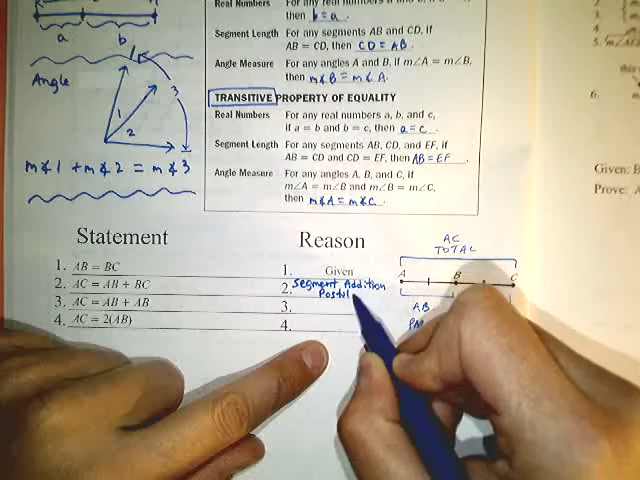 a b
Real Numbers For any real numbers
then b = a.
Segment Length For any segments AB and CD, if
AB = CD, then CD = AB.
Angle Measure For any angles A and B, if m∠A = m∠B,
then m∡B = m∡A.
Angle
1
2
3
m∡1 + m∡2 = m∡3
TRANSITIVE PROPERTY OF EQUALITY
Real Numbers For any real numbers a, b, and c,
if a = b and b = c, then a = c.
Segment Length For any segments AB, CD, and EF, if
AB = CD and CD = EF, then AB = EF.
Angle Measure For any angles A, B, and C, if
m∠A = m∠B and m∠B = m∠C,
then m∡A = m∡C.
5. m∠A
6.
Given:
Prove:
Statement Reason
1. AB = BC 1. Given
2. AC = AB + BC 2. Segment Addition
Postul
3. AC = AB + AB 3.
4. AC = 2(AB) 4.
AC
TOTAL
A B C
AB